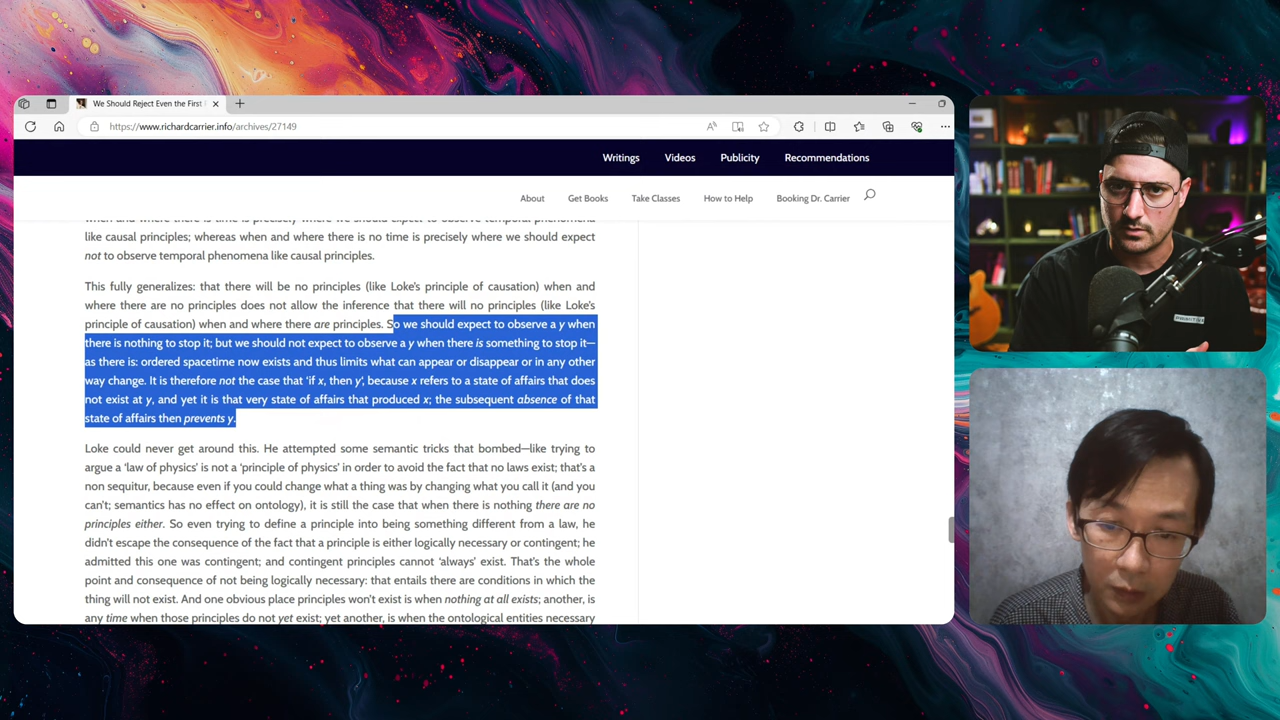 We Should Reject Even the First
https://www.richardcarrier.info/archives/27149
Writings Videos Publicity Recommendations
About Get Books Take Classes How to Help Booking Dr. Carrier
when and where there is time is precisely where we should expect to observe temporal phenomena
like causal principles; whereas when and where there is no time is precisely where we should expect
not to observe temporal phenomena like causal principles.
This fully generalizes: that there will be no principles (like Loke's principle of causation) when and
where there are no principles does not allow the inference that there will no principles (like Loke's
principle of causation) when and where there are principles. So we should expect to observe a y when
there is nothing to stop it; but we should not expect to observe a y when there is something to stop it—
as there is: ordered spacetime now exists and thus limits what can appear or disappear or in any other
way change. It is therefore not the case that 'if x, then y', because x refers to a state of affairs that does
not exist at y, and yet it is that very state of affairs that produced x; the subsequent absence of that
state of affairs then prevents y.
Loke could never get around this. He attempted some semantic tricks that bombed—like trying to
argue a 'law of physics' is not a 'principle of physics' in order to avoid the fact that no laws exist; that's a
non sequitur, because even if you could change what a thing was by changing what you call it (and you
can't; semantics has no effect on ontology), it is still the case that when there is nothing there are no
principles either. So even trying to define a principle into being something different from a law, he
didn't escape the consequence of the fact that a principle is either logically necessary or contingent; he
admitted this one was contingent; and contingent principles cannot 'always' exist. That's the whole
point and consequence of not being logically necessary: that entails there are conditions in which the
thing will not exist. And one obvious place principles won't exist is when nothing at all exists; another, is
any time when those principles do not yet exist; yet another, is when the ontological entities necessary